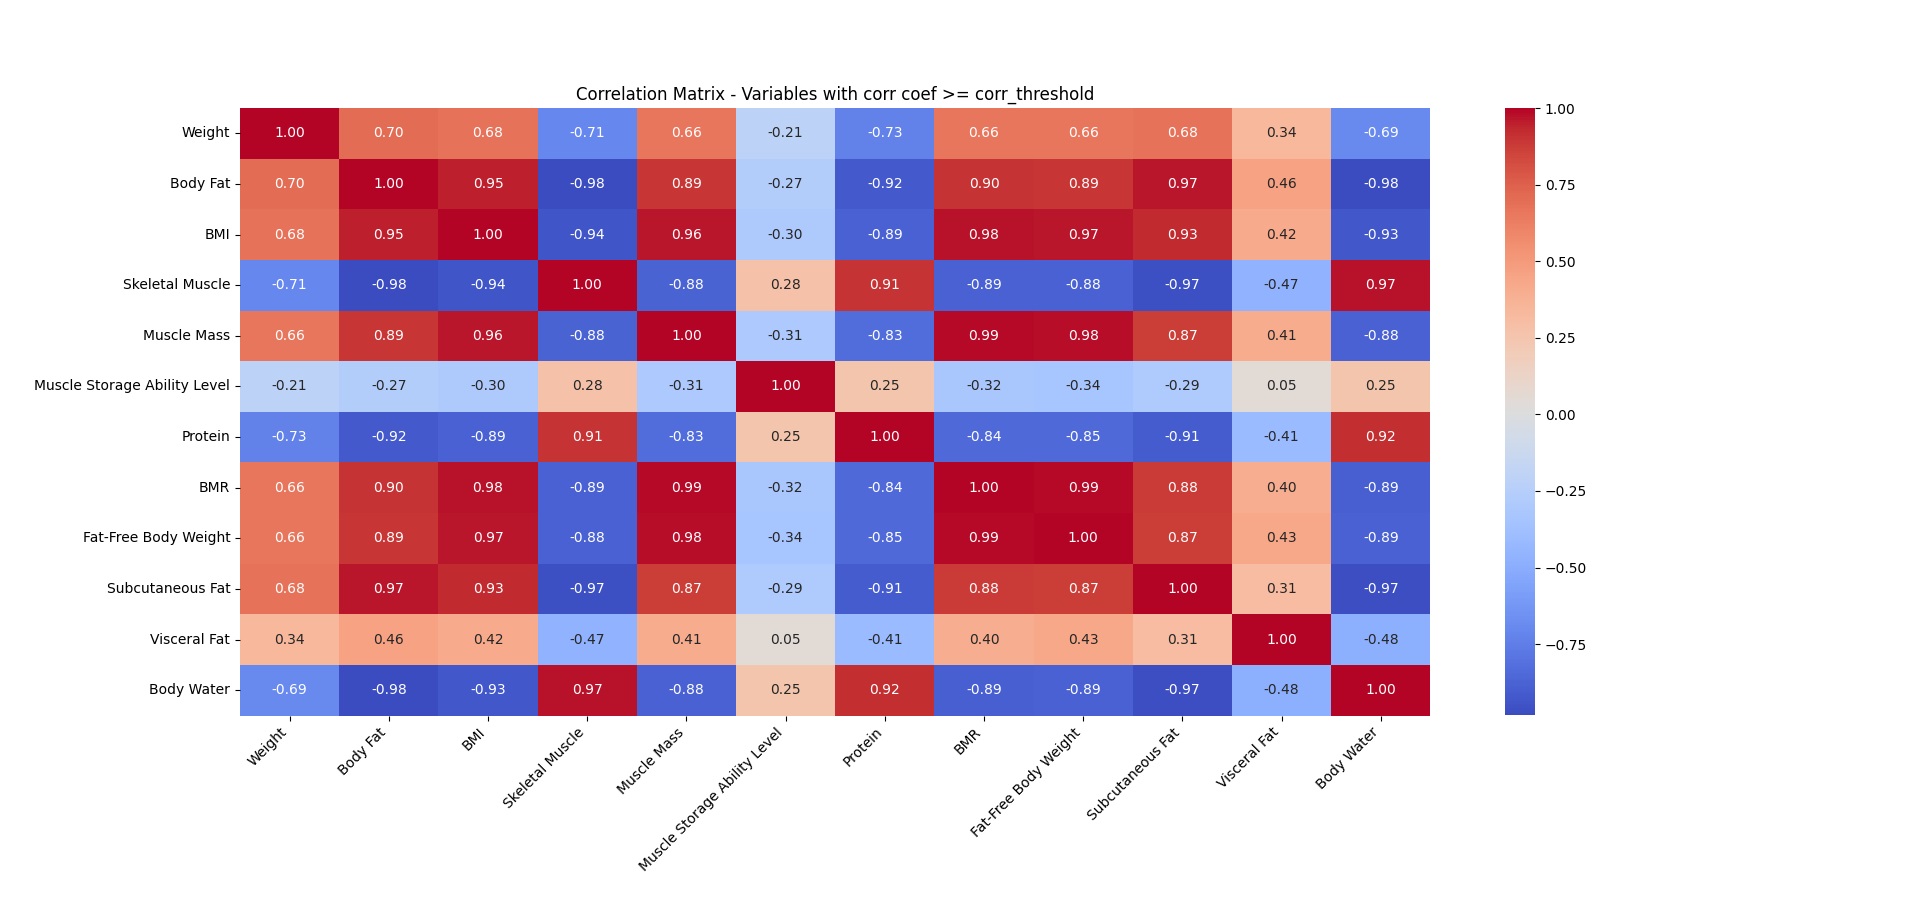 Correlation Matrix - Variables with corr coef >= corr_threshold
Weight 1.00 0.70 0.68 -0.71 0.66 -0.21 -0.73 0.66 0.66 0.68 0.34 -0.69
Body Fat 0.70 1.00 0.95 -0.98 0.89 -0.27 -0.92 0.90 0.89 0.97 0.46 -0.98
BMI 0.68 0.95 1.00 -0.94 0.96 -0.30 -0.89 0.98 0.97 0.93 0.42 -0.93
Skeletal Muscle -0.71 -0.98 -0.94 1.00 -0.88 0.28 0.91 -0.89 -0.88 -0.97 -0.47 0.97
Muscle Mass 0.66 0.89 0.96 -0.88 1.00 -0.31 -0.83 0.99 0.98 0.87 0.41 -0.88
Muscle Storage Ability Level -0.21 -0.27 -0.30 0.28 -0.31 1.00 0.25 -0.32 -0.34 -0.29 0.05 0.25
Protein -0.73 -0.92 -0.89 0.91 -0.83 0.25 1.00 -0.84 -0.85 -0.91 -0.41 0.92
BMR 0.66 0.90 0.98 -0.89 0.99 -0.32 -0.84 1.00 0.99 0.88 0.40 -0.89
Fat-Free Body Weight 0.66 0.89 0.97 -0.88 0.98 -0.34 -0.85 0.99 1.00 0.87 0.43 -0.89
Subcutaneous Fat 0.68 0.97 0.93 -0.97 0.87 -0.29 -0.91 0.88 0.87 1.00 0.31 -0.97
Visceral Fat 0.34 0.46 0.42 -0.47 0.41 0.05 -0.41 0.40 0.43 0.31 1.00 -0.48
Body Water -0.69 -0.98 -0.93 0.97 -0.88 0.25 0.92 -0.89 -0.89 -0.97 -0.48 1.00
Weight
Body Fat
BMI
Skeletal Muscle
Muscle Mass
Muscle Storage Ability Level
Protein
BMR
Fat-Free Body Weight
Subcutaneous Fat
Visceral Fat
Body Water
1.00
0.75
0.50
0.25
0.00
−0.25
−0.50
−0.75